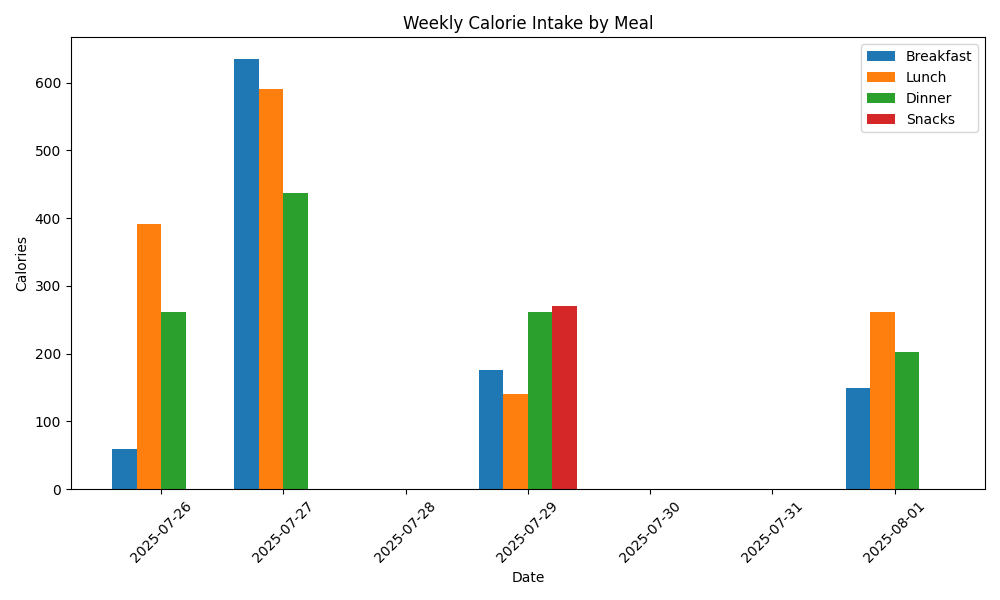 Weekly Calorie Intake by Meal
Breakfast
Lunch
Dinner
Snacks
600
500
400
300
200
100
0
Calories
2025-07-26
2025-07-27
2025-07-28
2025-07-29
2025-07-30
2025-07-31
2025-08-01
Date